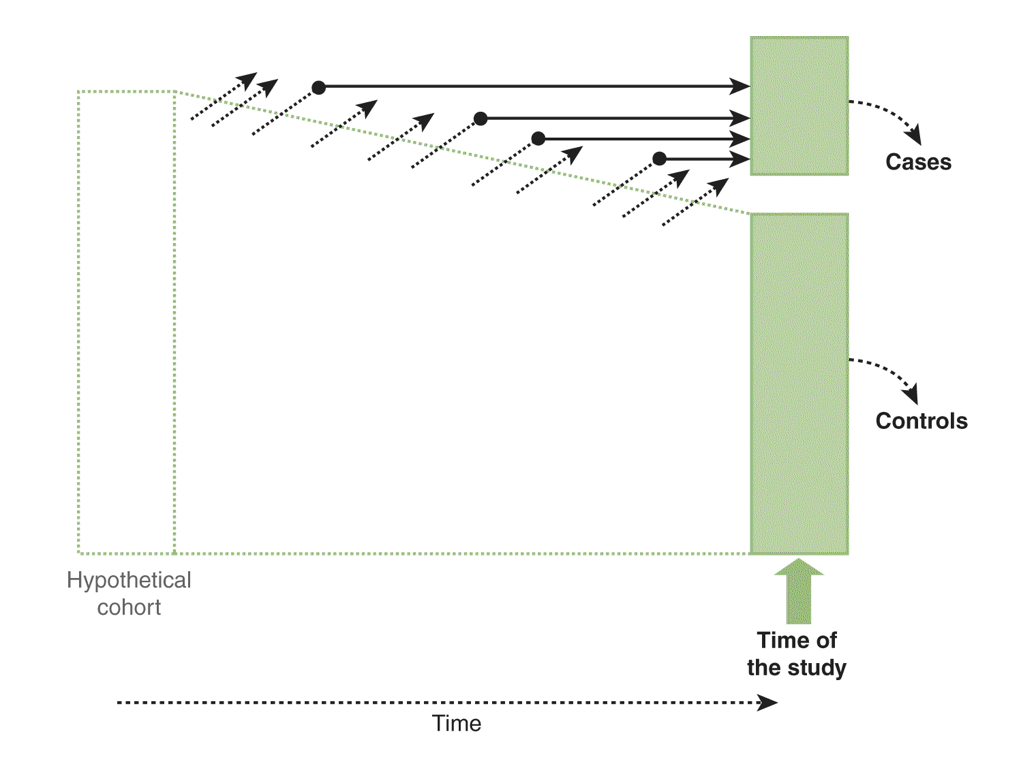 Cases
Controls
Hypothetical
cohort
Time of
the study
Time